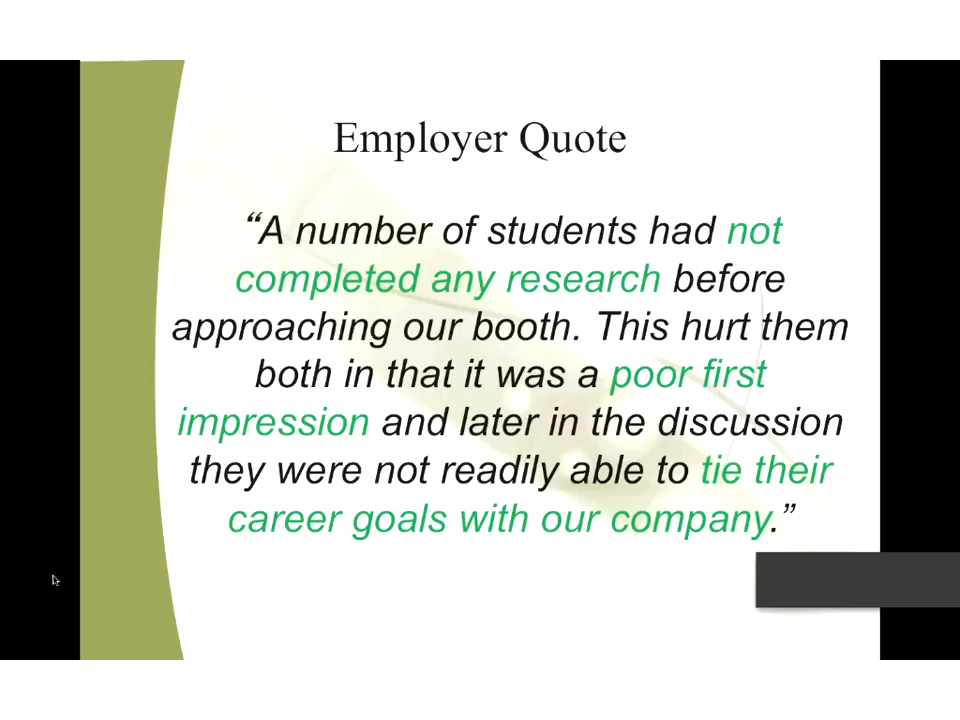 Employer Quote
“A number of students had not
completed any research before
approaching our booth. This hurt them
both in that it was a poor first
impression and later in the discussion
they were not readily able to tie their
career goals with our company.”